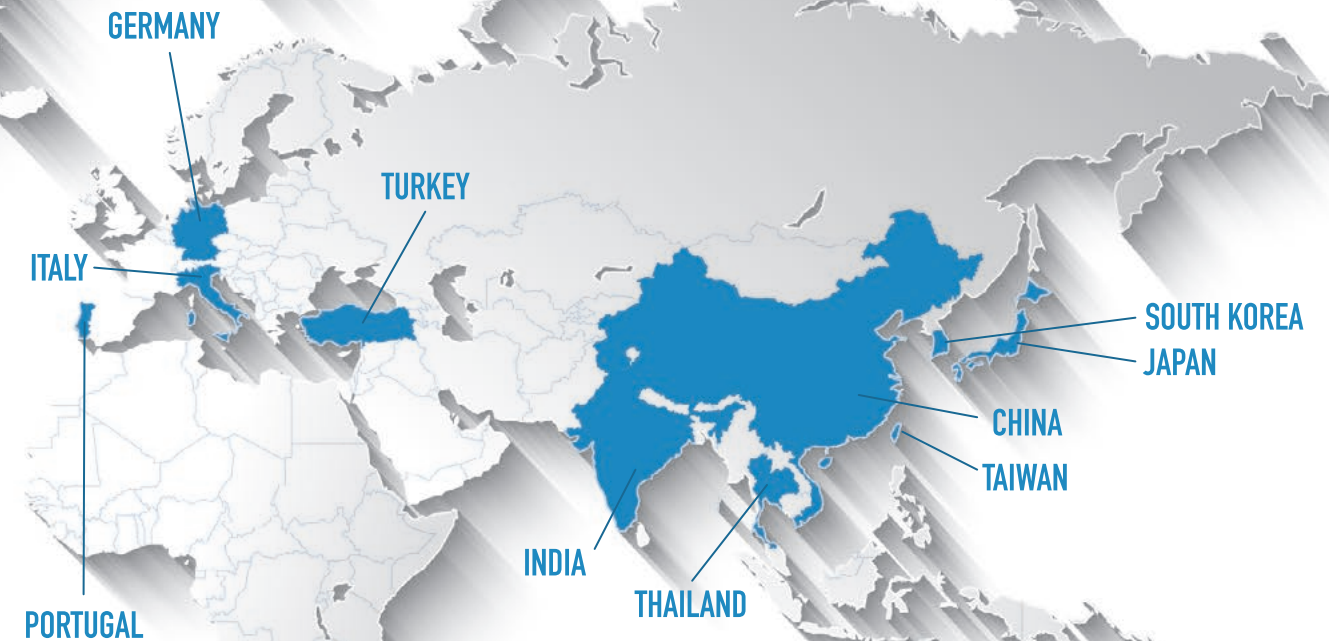 GERMANY
TURKEY
ITALY
SOUTH KOREA
JAPAN
CHINA
TAIWAN
INDIA
THAILAND
PORTUGAL